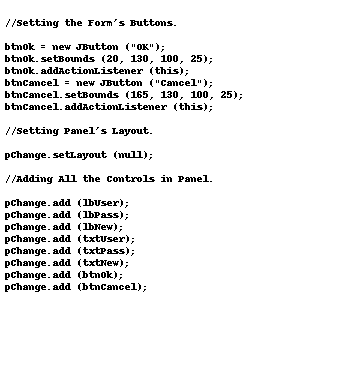 //Setting the Form's Buttons.
btnOk = new JButton ("OK");
btnOk.setBounds (20, 130, 100, 25);
btnOk.addActionListener (this);
btnCancel = new JButton ("Cancel");
btnCancel.setBounds (165, 130, 100, 25);
btnCancel.addActionListener (this);
//Setting Panel's Layout.
pChange.setLayout (null);
//Adding All the Controls in Panel.
pChange.add (lbUser);
pChange.add (lbPass);
pChange.add (lbNew);
pChange.add (txtUser);
pChange.add (txtPass);
pChange.add (txtNew);
pChange.add (btnOk);
pChange.add (btnCancel);